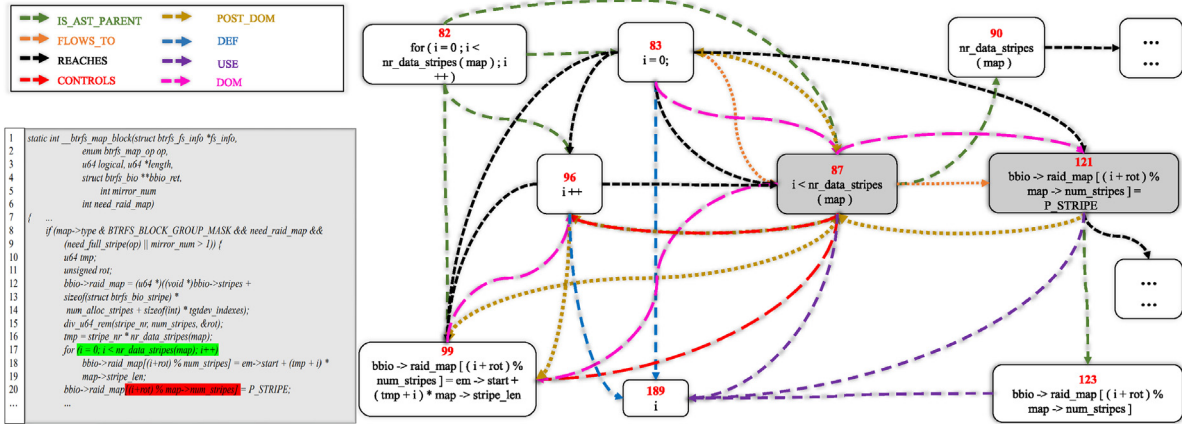 IS_AST_PARENT
POST_DOM
FLOWS_TO
DEF
REACHES
USE
CONTROLS
DOM
1 static int __btrfs_map_block(struct btrfs_fs_info *fs_info,
2 enum btrfs_map_op op,
3 u64 logical, u64 *length,
4 struct btrfs_bio **bbio_ret,
5 int mirror_num
6 int need_raid_map)
7 { ...
8 if (map->type & BTRFS_BLOCK_GROUP_MASK && need_raid_map &&
9 (need_full_stripe(op) || mirror_num > 1)) {
10 u64 tmp;
11 unsigned rot;
12 bbio->raid_map = (u64 *)((void *)bbio->stripes +
13 sizeof(struct btrfs_bio_stripe) *
14 num_alloc_stripes + sizeof(int) * tgtdev_indexes);
15 div_u64_rem(stripe_nr, num_stripes, &rot);
16 tmp = stripe_nr * nr_data_stripes(map);
17 for (i = 0; i < nr_data_stripes(map); i++)
18 bbio->raid_map[(i+rot) % num_stripes] = em->start + (tmp + i) *
19 map->stripe_len;
20 bbio->raid_map[(i+rot) % map->num_stripes] = P_STRIPE;
... ...
82
for ( i = 0 ; i <
nr_data_stripes ( map ) ; i
++ )
83
i = 0;
90
nr_data_stripes
( map )
...
...
96
i ++
87
i < nr_data_stripes
( map )
121
bbio -> raid_map [ ( i + rot ) %
map -> num_stripes ] =
P_STRIPE
...
...
99
bbio -> raid_map [ ( i + rot ) %
num_stripes ] = em -> start +
( tmp + i ) * map -> stripe_len
189
i
123
bbio -> raid_map [ ( i + rot ) %
map -> num_stripes ]